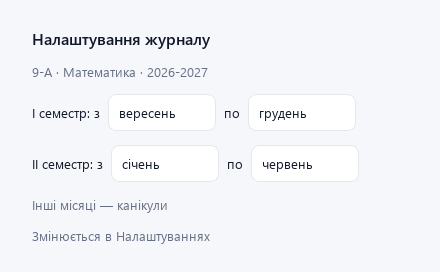 Налаштування журналу
9-А · Математика · 2026-2027
І семестр: з вересень по грудень
ІІ семестр: з січень по червень
Інші місяці — канікули
Змінюється в Налаштуваннях